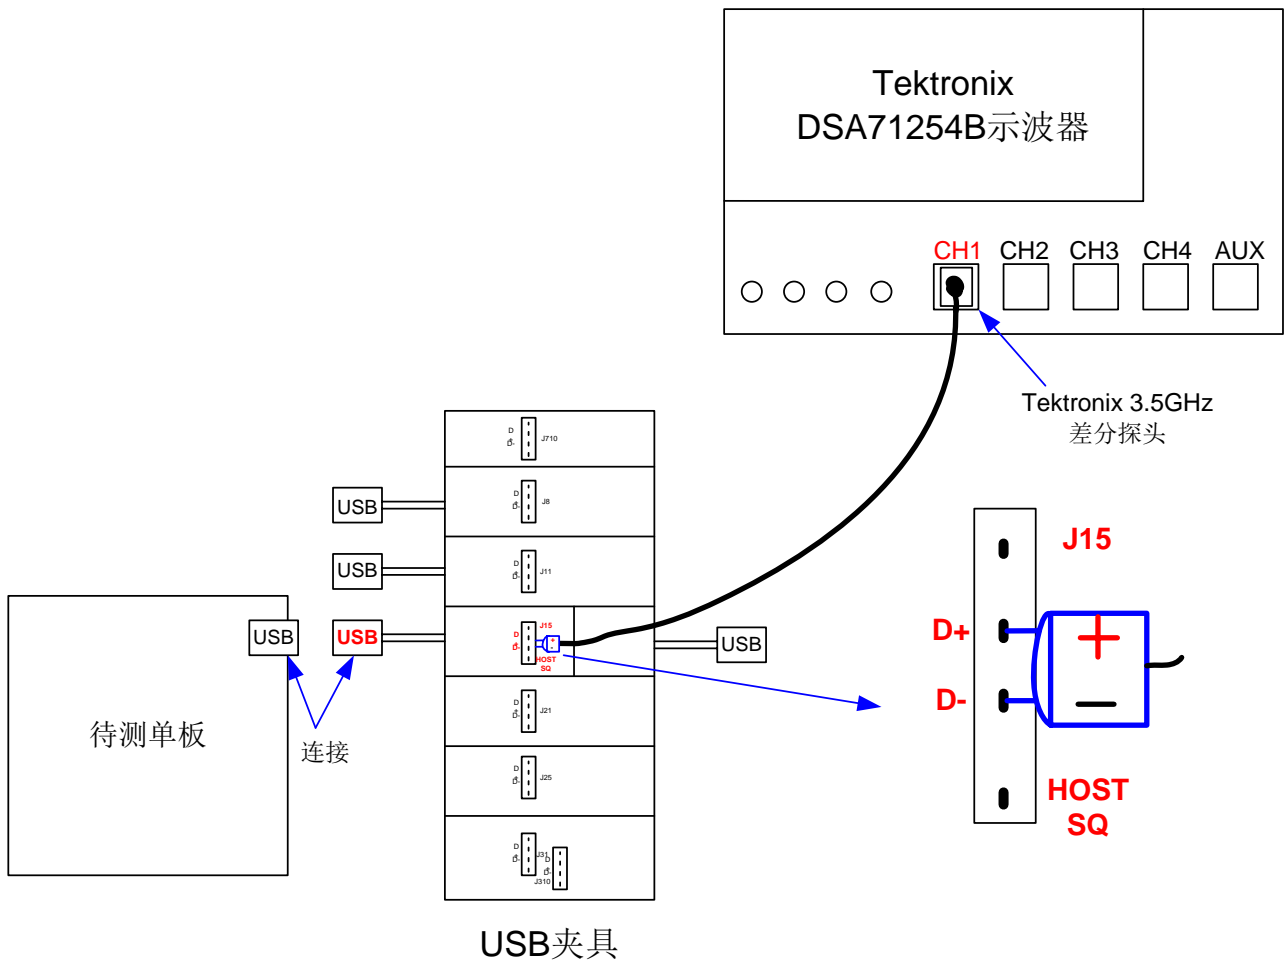 Tektronix
DSA71254B示波器
CH1
CH2
CH3
CH4
AUX
Tektronix 3.5GHz
差分探头
D
+
D-
J710
USB
D
+
D-
J8
USB
D
+
D-
J11
待测单板
USB
USB
连接
D
+
D-
J15
+
-
HOST
SQ
USB
D
+
D-
J21
D
+
D-
J25
D
+
D-
J31
D
+
D-
J310
USB夹具
J15
D+
D-
+
—
HOST
SQ